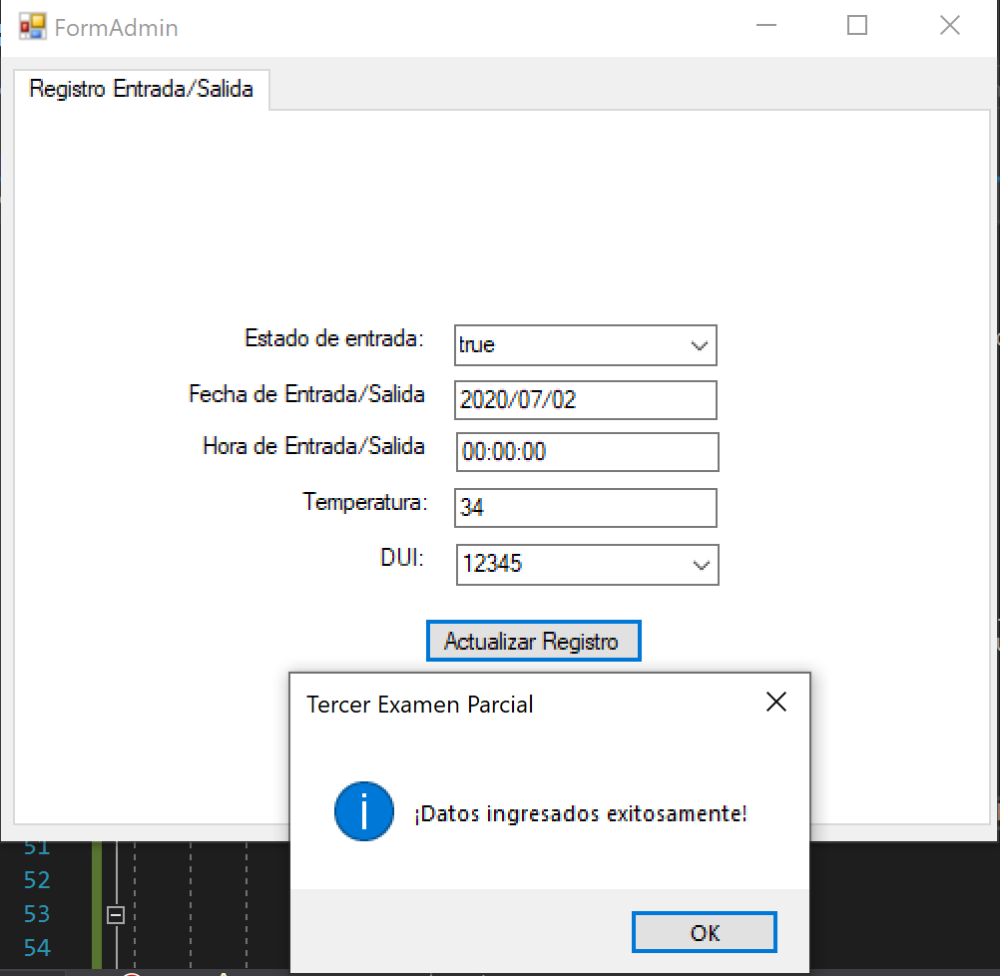 FormAdmin
Registro Entrada/Salida
Estado de entrada: true
Fecha de Entrada/Salida 2020/07/02
Hora de Entrada/Salida 00:00:00
Temperatura: 34
DUI: 12345
Actualizar Registro
Tercer Examen Parcial
¡Datos ingresados exitosamente!
OK
51
52
53
54